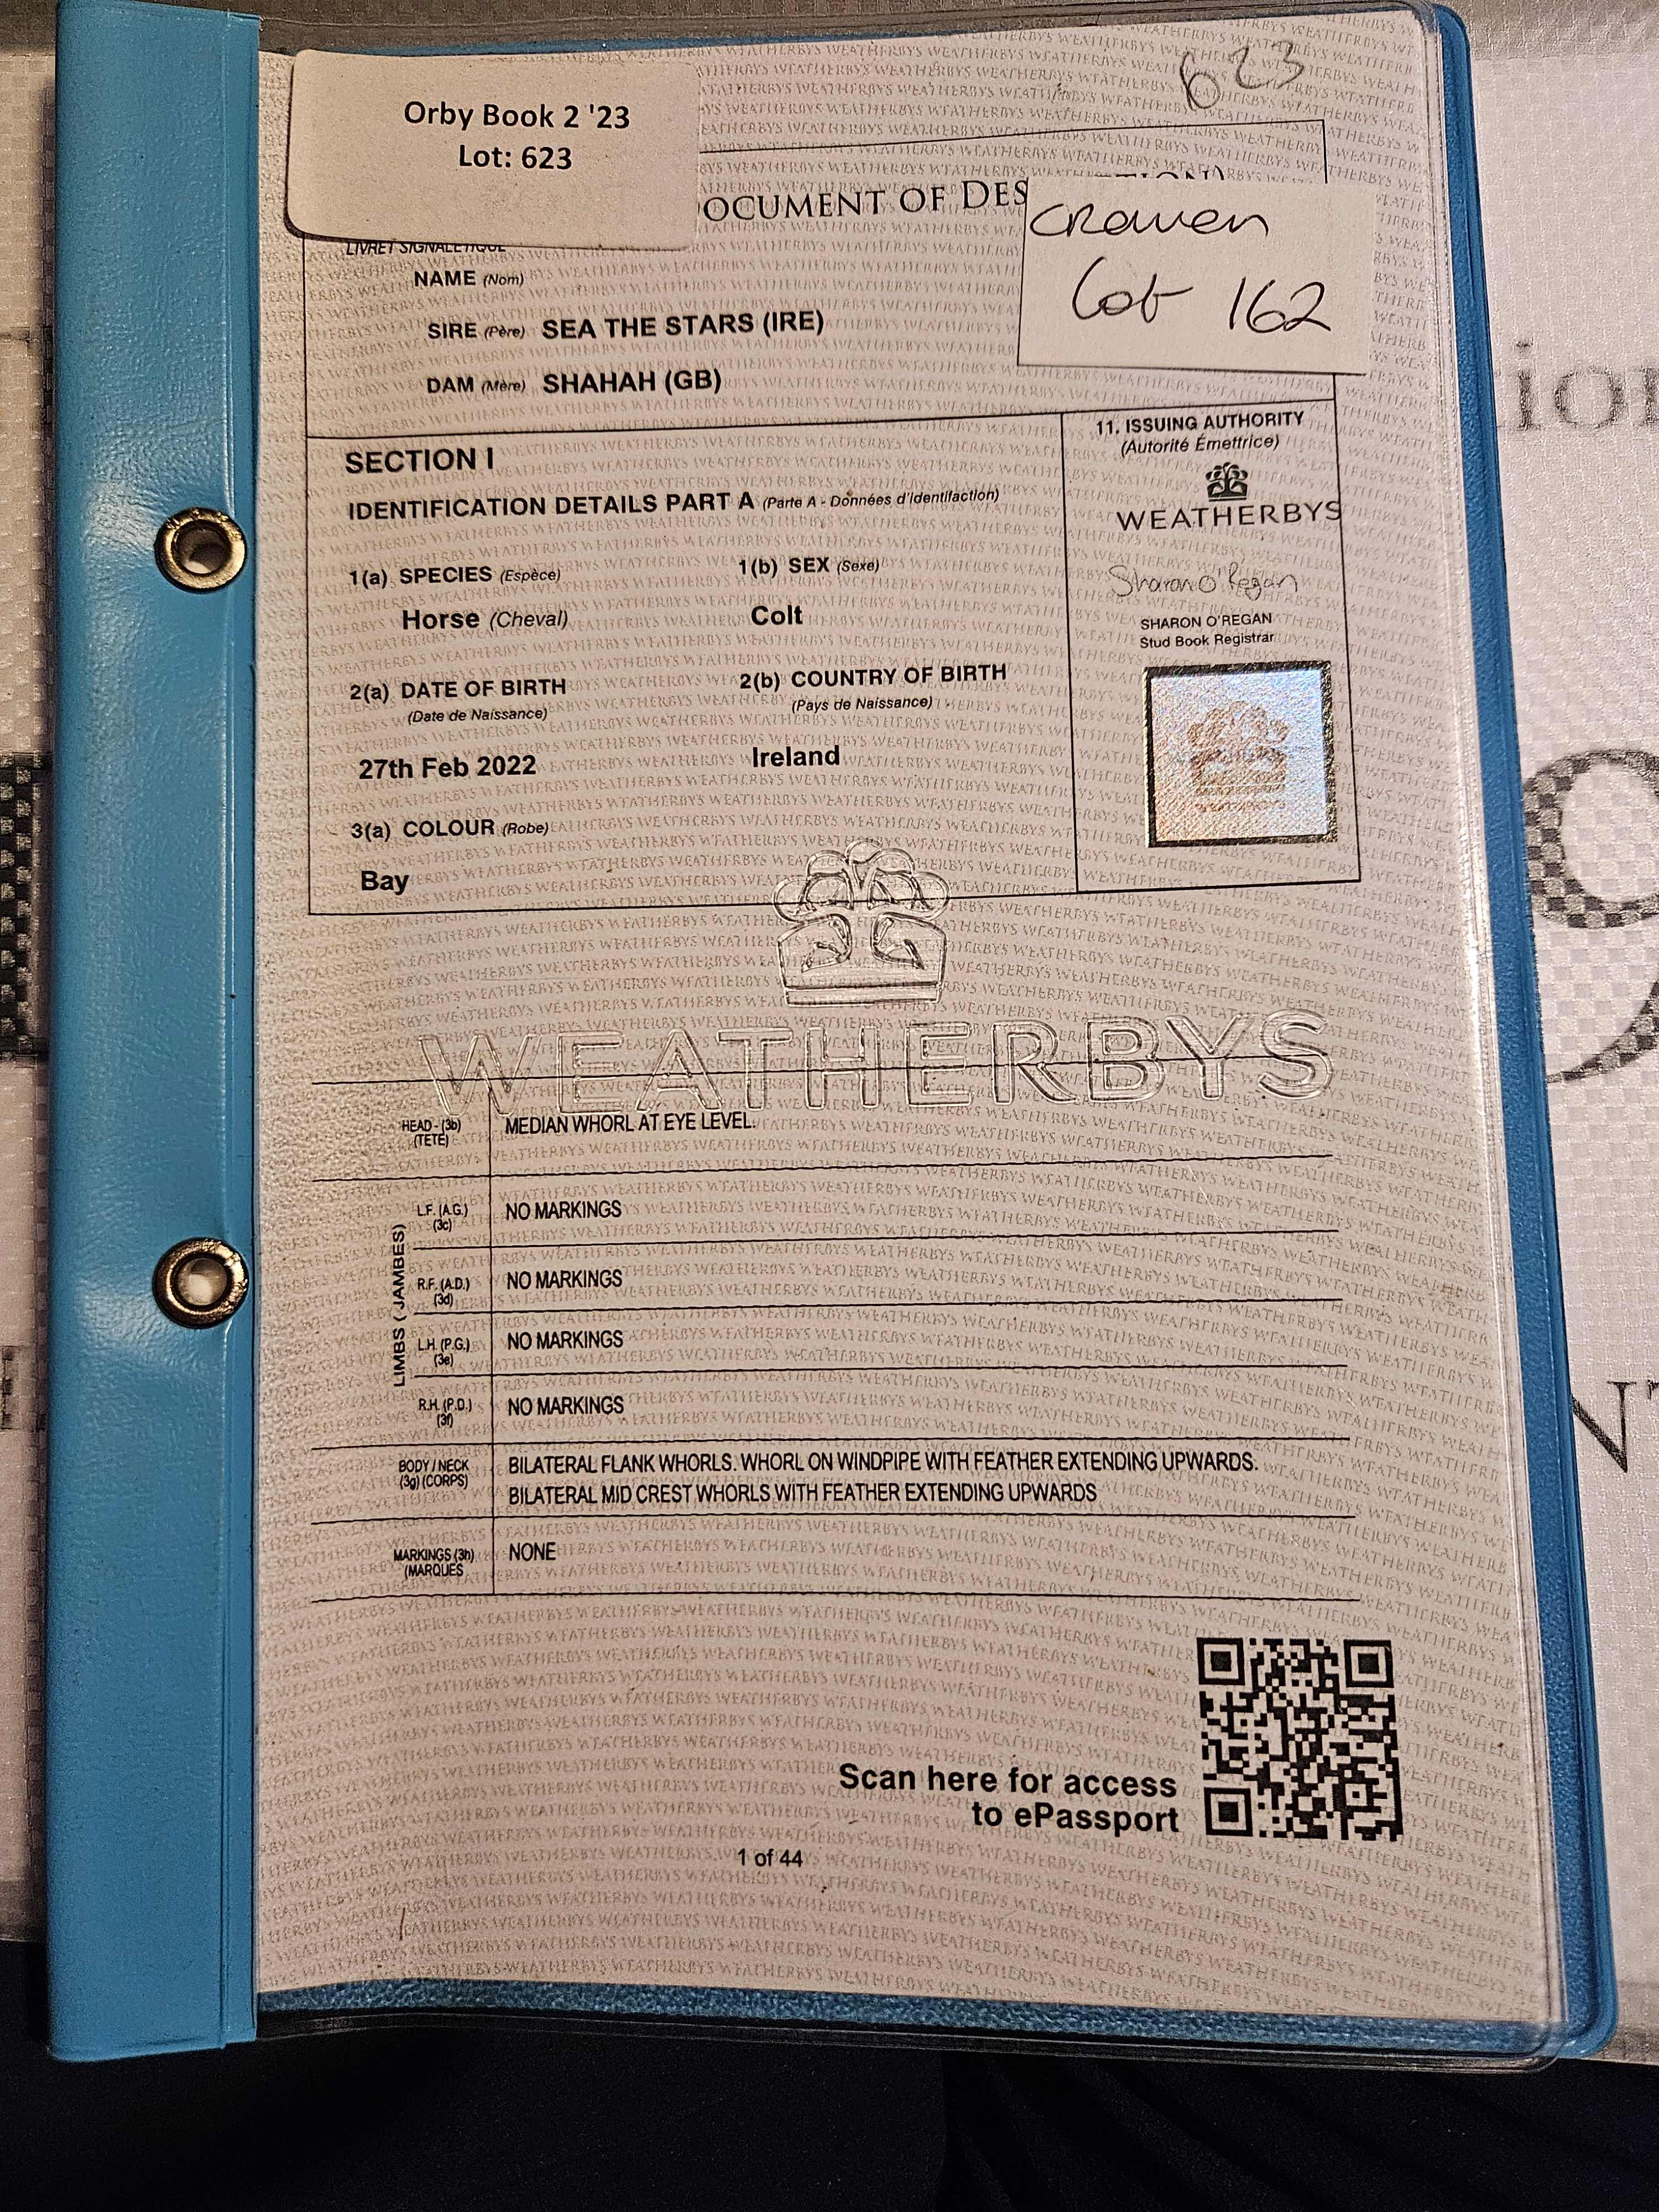 623
Orby Book 2 '23
Lot: 623
OCUMENT OF DES
Craven
Lot 162
LIVRET SIGNALETIQUE
NAME (Nom)
SIRE (Père) SEA THE STARS (IRE)
DAM (Mère) SHAHAH (GB)
SECTION I
IDENTIFICATION DETAILS PART A (Parte A - Données d'identifaction)
11. ISSUING AUTHORITY
(Autorité Émettrice)
WEATHERBYS
Sharon O'Regan
SHARON O'REGAN
Stud Book Registrar
1(a) SPECIES (Espèce)
Horse (Cheval)
1(b) SEX (Sexe)
Colt
2(a) DATE OF BIRTH
(Date de Naissance)
27th Feb 2022
2(b) COUNTRY OF BIRTH
(Pays de Naissance)
Ireland
3(a) COLOUR (Robe)
Bay
WEATHERBYS
HEAD - (3b)
(TETE)
MEDIAN WHORL AT EYE LEVEL.
LIMBS ( JAMBES)
L.F. (A.G.)
(3c)
NO MARKINGS
R.F. (A.D.)
(3d)
NO MARKINGS
L.H. (P.G.)
(3e)
NO MARKINGS
R.H. (P.D.)
(3f)
NO MARKINGS
BODY / NECK
(3g) (CORPS)
BILATERAL FLANK WHORLS. WHORL ON WINDPIPE WITH FEATHER EXTENDING UPWARDS.
BILATERAL MID CREST WHORLS WITH FEATHER EXTENDING UPWARDS
MARKINGS (3h)
(MARQUES
NONE
Scan here for access
to ePassport
1 of 44